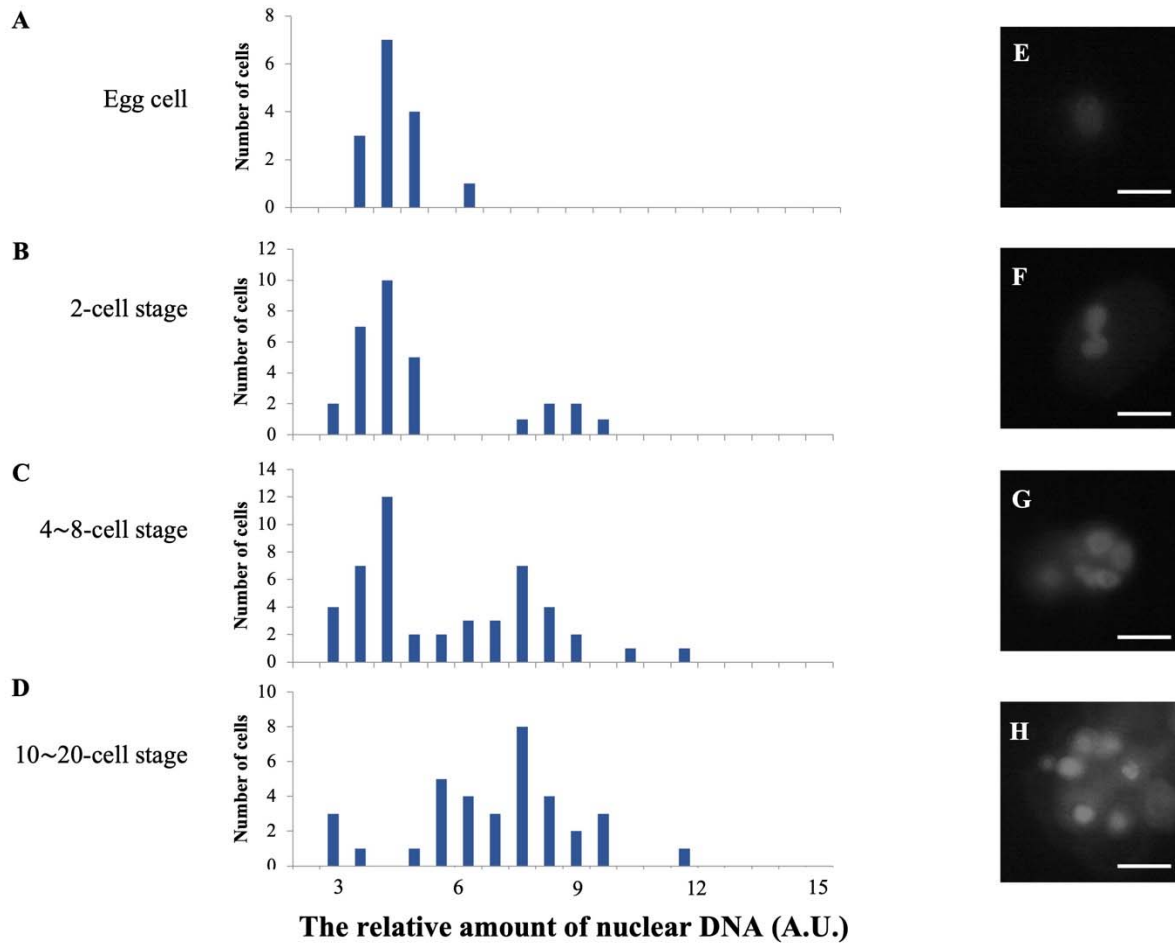 A
Egg cell
Number of cells
8
6
4
2
0
E
B
2-cell stage
Number of cells
12
10
8
6
4
2
0
F
C
4~8-cell stage
Number of cells
14
12
10
8
6
4
2
0
G
D
10~20-cell stage
Number of cells
10
8
6
4
2
0
H
3 6 9 12 15
The relative amount of nuclear DNA (A.U.)